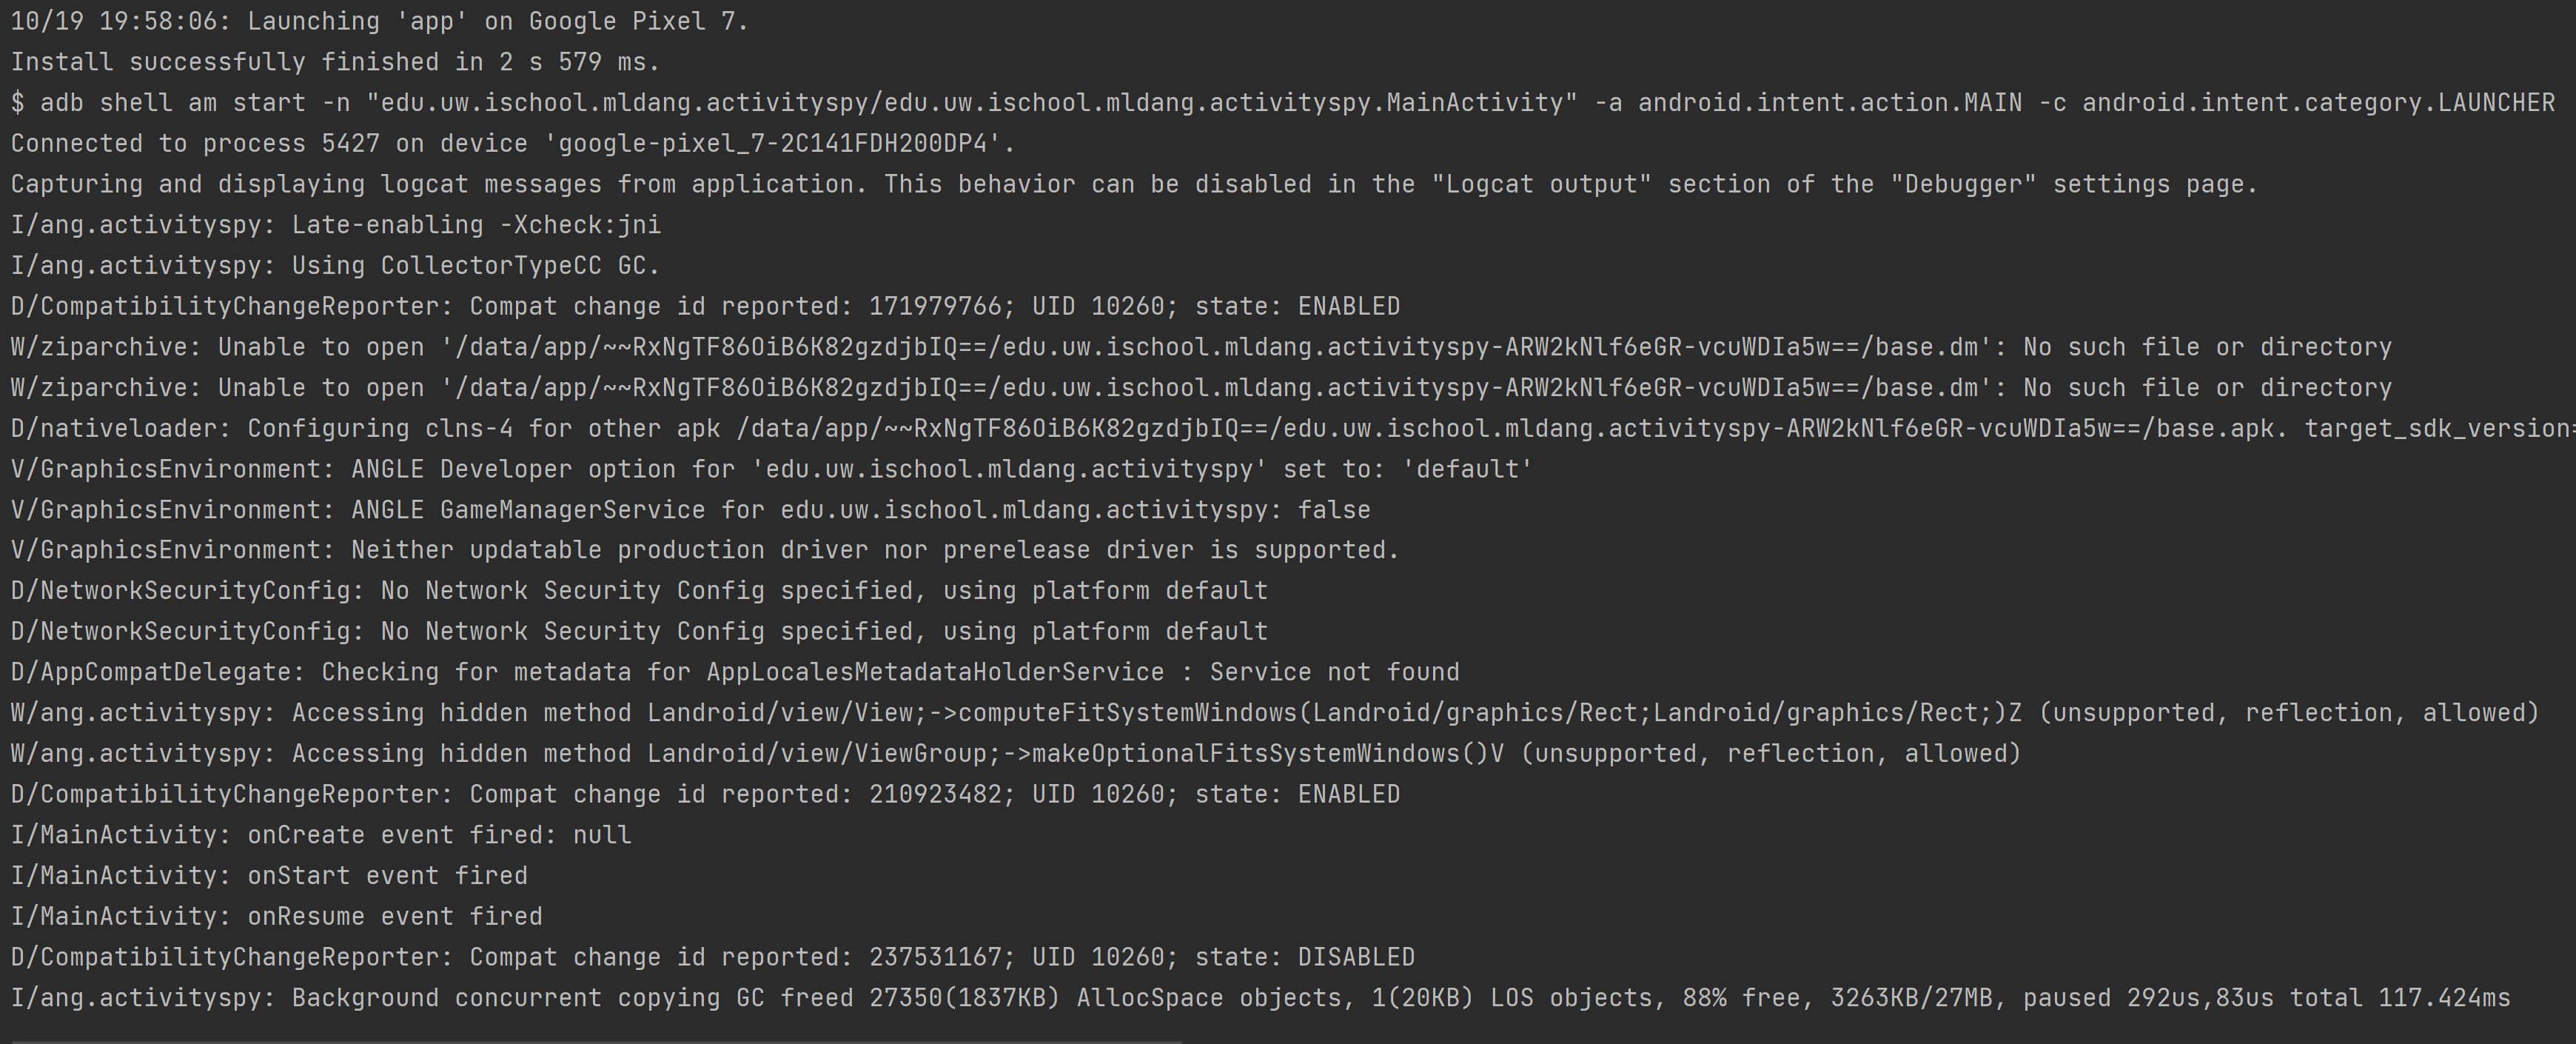 10/19 19:58:06: Launching 'app' on Google Pixel 7.
Install successfully finished in 2 s 579 ms.
$ adb shell am start -n "edu.uw.ischool.mldang.activityspy/edu.uw.ischool.mldang.activityspy.MainActivity" -a android.intent.action.MAIN -c android.intent.category.LAUNCHER
Connected to process 5427 on device 'google-pixel_7-2C141FDH200DP4'.
Capturing and displaying logcat messages from application. This behavior can be disabled in the "Logcat output" section of the "Debugger" settings page.
I/ang.activityspy: Late-enabling -Xcheck:jni
I/ang.activityspy: Using CollectorTypeCC GC.
D/CompatibilityChangeReporter: Compat change id reported: 171979766; UID 10260; state: ENABLED
W/ziparchive: Unable to open '/data/app/~~RxNgTF86OiB6K82gzdjbIQ==/edu.uw.ischool.mldang.activityspy-ARW2kNlf6eGR-vcuWDIa5w==/base.dm': No such file or directory
W/ziparchive: Unable to open '/data/app/~~RxNgTF86OiB6K82gzdjbIQ==/edu.uw.ischool.mldang.activityspy-ARW2kNlf6eGR-vcuWDIa5w==/base.dm': No such file or directory
D/nativeloader: Configuring clns-4 for other apk /data/app/~~RxNgTF86OiB6K82gzdjbIQ==/edu.uw.ischool.mldang.activityspy-ARW2kNlf6eGR-vcuWDIa5w==/base.apk. target_sdk_version=
V/GraphicsEnvironment: ANGLE Developer option for 'edu.uw.ischool.mldang.activityspy' set to: 'default'
V/GraphicsEnvironment: ANGLE GameManagerService for edu.uw.ischool.mldang.activityspy: false
V/GraphicsEnvironment: Neither updatable production driver nor prerelease driver is supported.
D/NetworkSecurityConfig: No Network Security Config specified, using platform default
D/NetworkSecurityConfig: No Network Security Config specified, using platform default
D/AppCompatDelegate: Checking for metadata for AppLocalesMetadataHolderService : Service not found
W/ang.activityspy: Accessing hidden method Landroid/view/View;->computeFitSystemWindows(Landroid/graphics/Rect;Landroid/graphics/Rect;)Z (unsupported, reflection, allowed)
W/ang.activityspy: Accessing hidden method Landroid/view/ViewGroup;->makeOptionalFitsSystemWindows()V (unsupported, reflection, allowed)
D/CompatibilityChangeReporter: Compat change id reported: 210923482; UID 10260; state: ENABLED
I/MainActivity: onCreate event fired: null
I/MainActivity: onStart event fired
I/MainActivity: onResume event fired
D/CompatibilityChangeReporter: Compat change id reported: 237531167; UID 10260; state: DISABLED
I/ang.activityspy: Background concurrent copying GC freed 27350(1837KB) AllocSpace objects, 1(20KB) LOS objects, 88% free, 3263KB/27MB, paused 292us,83us total 117.424ms